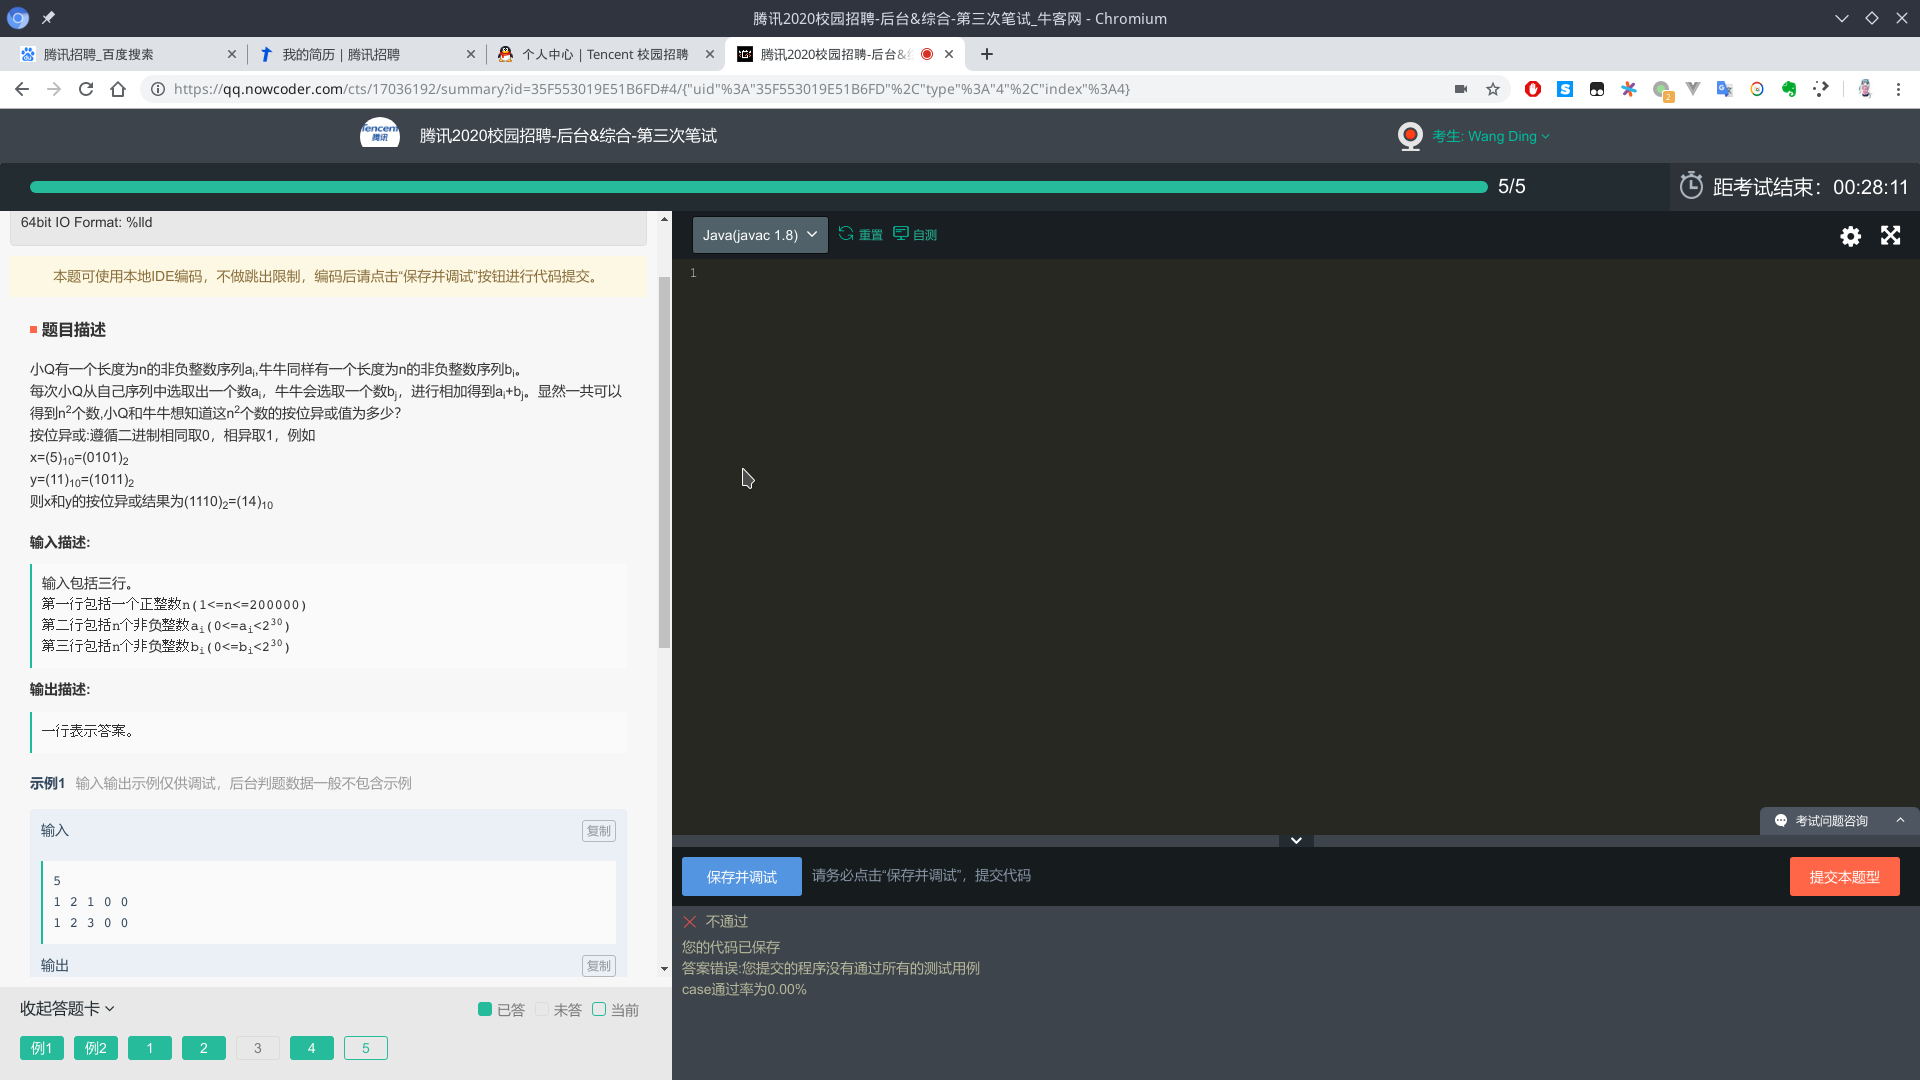 腾讯2020校园招聘-后台&综合-第三次笔试_牛客网 - Chromium
腾讯招聘_百度搜索
我的简历 | 腾讯招聘
个人中心 | Tencent 校园招聘
腾讯2020校园招聘-后台&
https://qq.nowcoder.com/cts/17036192/summary?id=35F553019E51B6FD#4/{"uid"%3A"35F553019E51B6FD"%2C"type"%3A"4"%2C"index"%3A4}
2
Tencent 腾讯
腾讯2020校园招聘-后台&综合-第三次笔试
考生: Wang Ding
5/5
距考试结束：00:28:11
64bit IO Format: %lld
本题可使用本地IDE编码，不做跳出限制，编码后请点击“保存并调试”按钮进行代码提交。
题目描述
小Q有一个长度为n的非负整数序列aᵢ,牛牛同样有一个长度为n的非负整数序列bᵢ。
每次小Q从自己序列中选取出一个数aᵢ，牛牛会选取一个数bⱼ，进行相加得到aᵢ+bⱼ。显然一共可以
得到n²个数,小Q和牛牛想知道这n²个数的按位异或值为多少?
按位异或:遵循二进制相同取0，相异取1，例如
x=(5)₁₀=(0101)₂
y=(11)₁₀=(1011)₂
则x和y的按位异或结果为(1110)₂=(14)₁₀
输入描述:
输入包括三行。
第一行包括一个正整数n(1<=n<=200000)
第二行包括n个非负整数aᵢ(0<=aᵢ<2³⁰)
第三行包括n个非负整数bᵢ(0<=bᵢ<2³⁰)
输出描述:
一行表示答案。
示例1 输入输出示例仅供调试，后台判题数据一般不包含示例
输入
复制
5
1 2 1 0 0
1 2 3 0 0
输出
复制
收起答题卡
已答
未答
当前
例1
例2
1
2
3
4
5
Java(javac 1.8)
重置
自测
1
考试问题咨询
保存并调试
请务必点击“保存并调试”，提交代码
提交本题型
不通过
您的代码已保存
答案错误:您提交的程序没有通过所有的测试用例
case通过率为0.00%